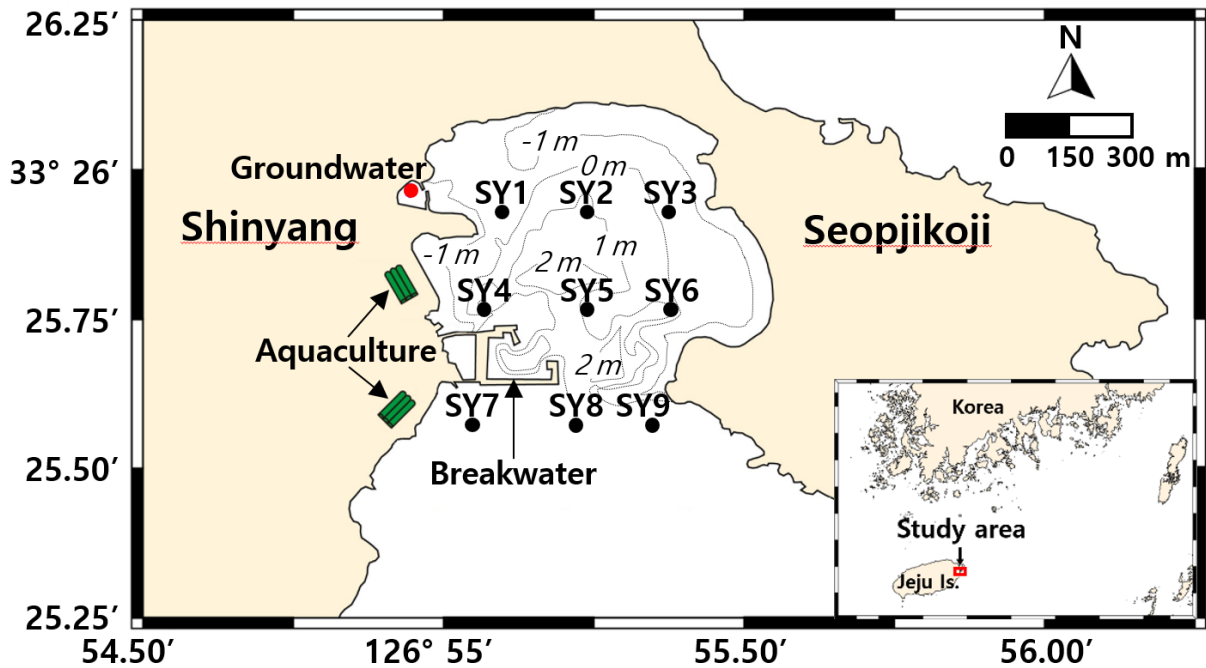 26.25′
N
-1 m
0 150 300 m
33° 26′
Groundwater
0 m
SY1 SY2 SY3
Shinyang
Seopjikoji
-1 m
1 m
2 m
SY4 SY5 SY6
25.75′
Aquaculture
2 m
SY7 SY8 SY9
Korea
25.50′
Breakwater
Study area
Jeju Is.
25.25′
54.50′ 126° 55′ 55.50′ 56.00′